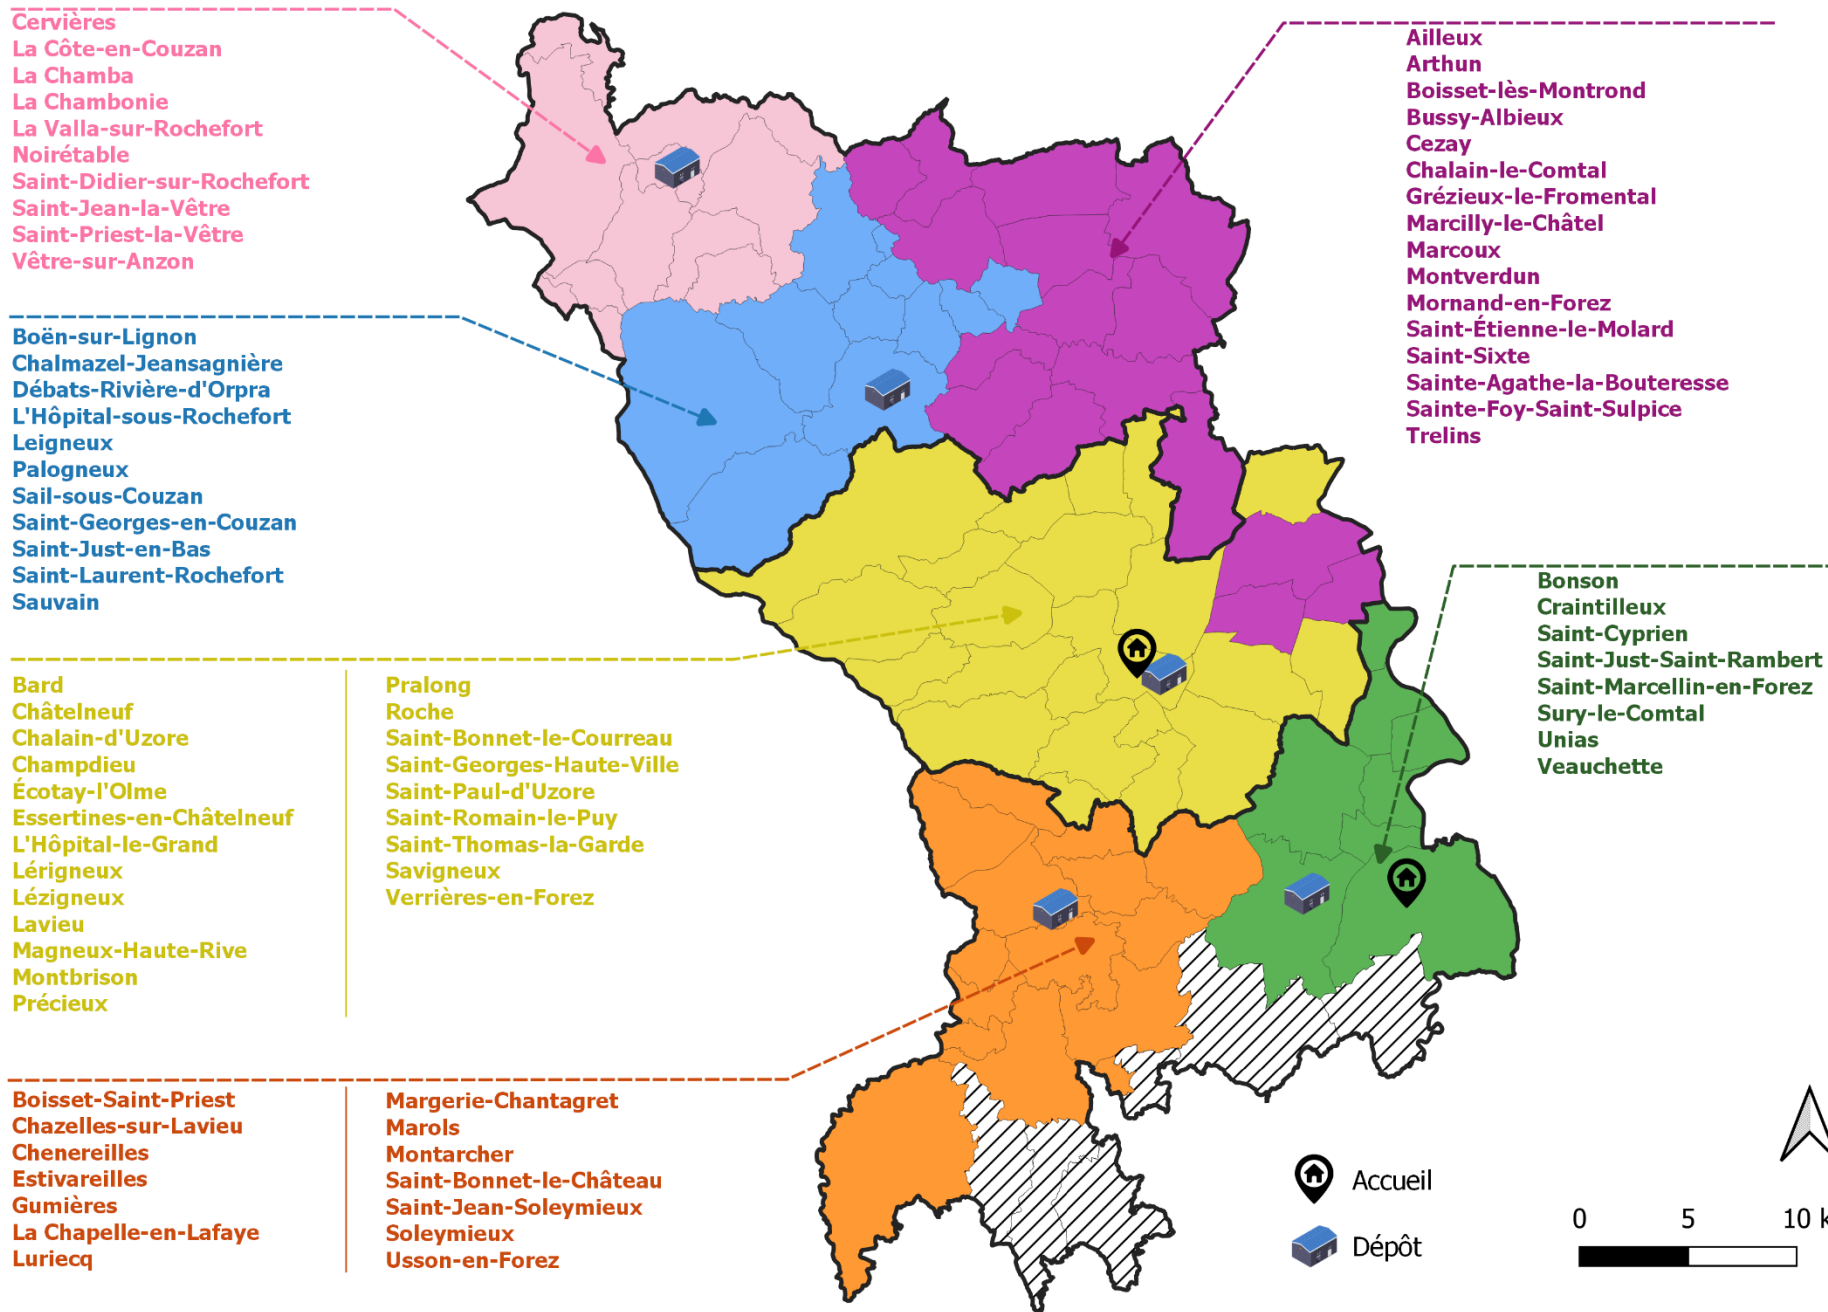 Cervières
La Côte-en-Couzan
La Chamba
La Chambonie
La Valla-sur-Rochefort
Noirétable
Saint-Didier-sur-Rochefort
Saint-Jean-la-Vêtre
Saint-Priest-la-Vêtre
Vêtre-sur-Anzon
Ailleux
Arthun
Boisset-lès-Montrond
Bussy-Albieux
Cezay
Chalain-le-Comtal
Grézieux-le-Fromental
Marcilly-le-Châtel
Marcoux
Montverdun
Mornand-en-Forez
Saint-Étienne-le-Molard
Saint-Sixte
Sainte-Agathe-la-Bouteresse
Sainte-Foy-Saint-Sulpice
Trelins
Boën-sur-Lignon
Chalmazel-Jeansagnière
Débats-Rivière-d'Orpra
L'Hôpital-sous-Rochefort
Leigneux
Palogneux
Sail-sous-Couzan
Saint-Georges-en-Couzan
Saint-Just-en-Bas
Saint-Laurent-Rochefort
Sauvain
Bonson
Craintilleux
Saint-Cyprien
Saint-Just-Saint-Rambert
Saint-Marcellin-en-Forez
Sury-le-Comtal
Unias
Veauchette
Bard
Châtelneuf
Chalain-d'Uzore
Champdieu
Écotay-l'Olme
Essertines-en-Châtelneuf
L'Hôpital-le-Grand
Lérigneux
Lézigneux
Lavieu
Magneux-Haute-Rive
Montbrison
Précieux
Pralong
Roche
Saint-Bonnet-le-Courreau
Saint-Georges-Haute-Ville
Saint-Paul-d'Uzore
Saint-Romain-le-Puy
Saint-Thomas-la-Garde
Savigneux
Verrières-en-Forez
Boisset-Saint-Priest
Chazelles-sur-Lavieu
Chenereilles
Estivareilles
Gumières
La Chapelle-en-Lafaye
Luriecq
Margerie-Chantagret
Marols
Montarcher
Saint-Bonnet-le-Château
Saint-Jean-Soleymieux
Soleymieux
Usson-en-Forez
Accueil
Dépôt
0 5 10 k